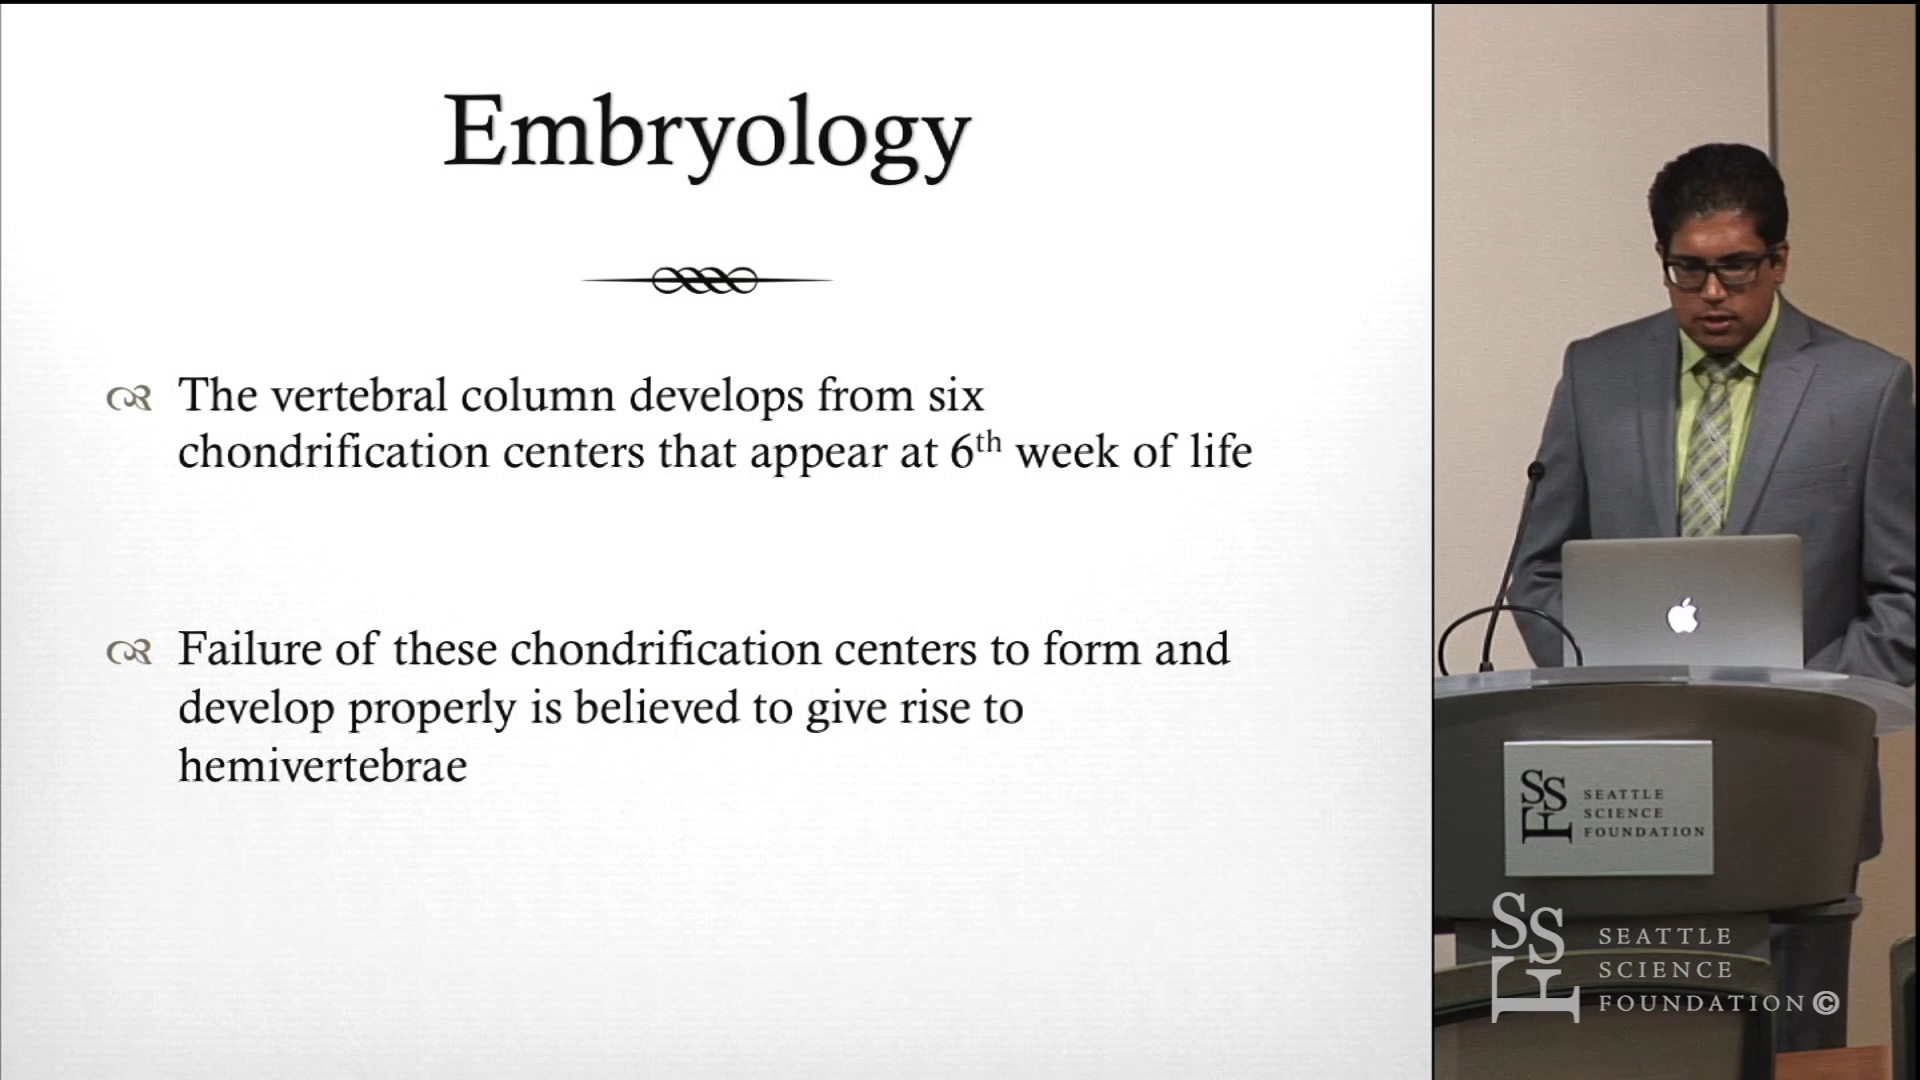 Embryology
The vertebral column develops from six
chondrification centers that appear at 6th week of life
Failure of these chondrification centers to form and
develop properly is believed to give rise to
hemivertebrae
SSF
SEATTLE
SCIENCE
FOUNDATION
SSF
SEATTLE
SCIENCE
FOUNDATION©